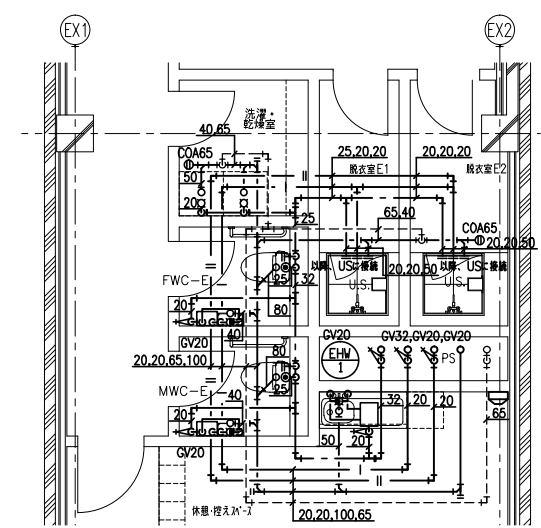 EX1
EX2
洗濯・
乾燥室
40,65
COA65
50
20
25,20,20
20,20,20
脱衣室E1
脱衣室E2
65,40
COA65
25
20,20,50
以降、USに接続
以降、USに接続
20,20,50
U.S.
U.S.
FWC-E
25
32
20
80
40
GV20
80
GV20
GV32,GV20,GV20
EHW
1
PS
20,20,65,100
MWC-E
25
40
20
32
20
20
65
50
20
GV20
休憩・控えスペース
20,20,100,65